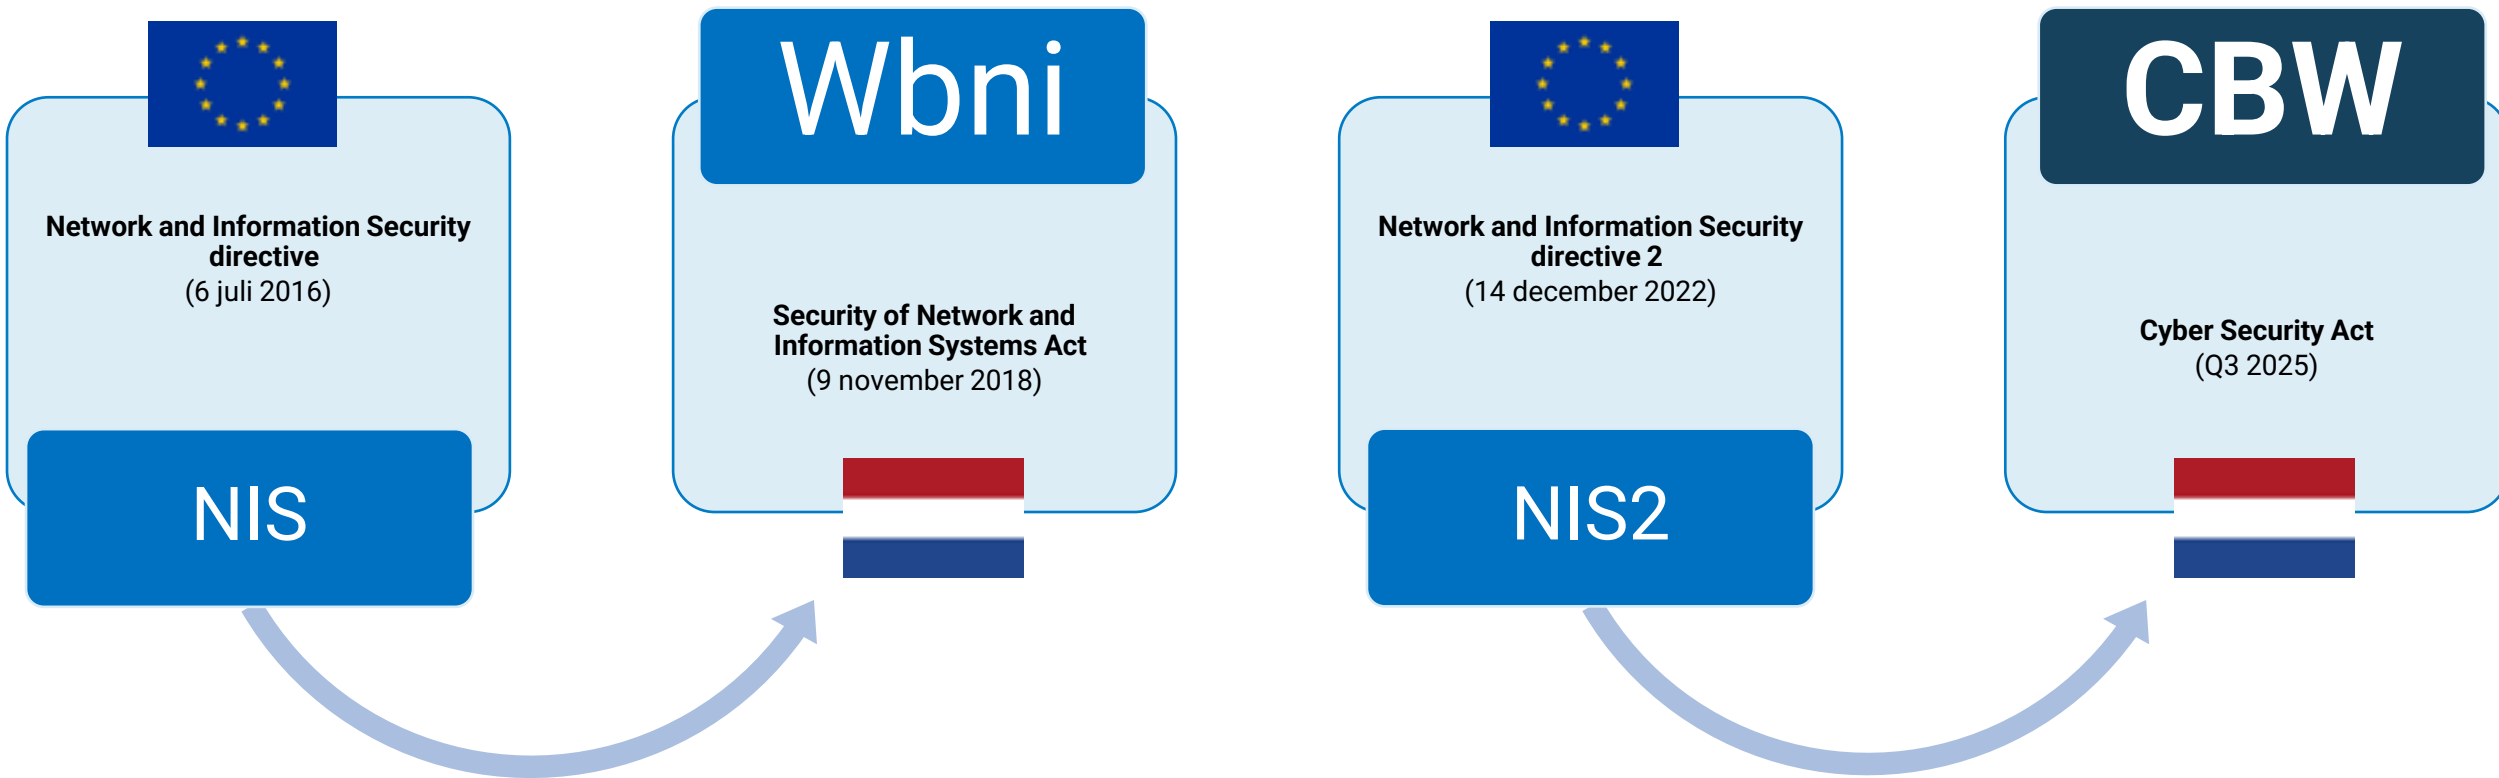 Network and Information Security
directive
(6 juli 2016)
NIS
Wbni
Security of Network and
Information Systems Act
(9 november 2018)
Network and Information Security
directive 2
(14 december 2022)
NIS2
CBW
Cyber Security Act
(Q3 2025)